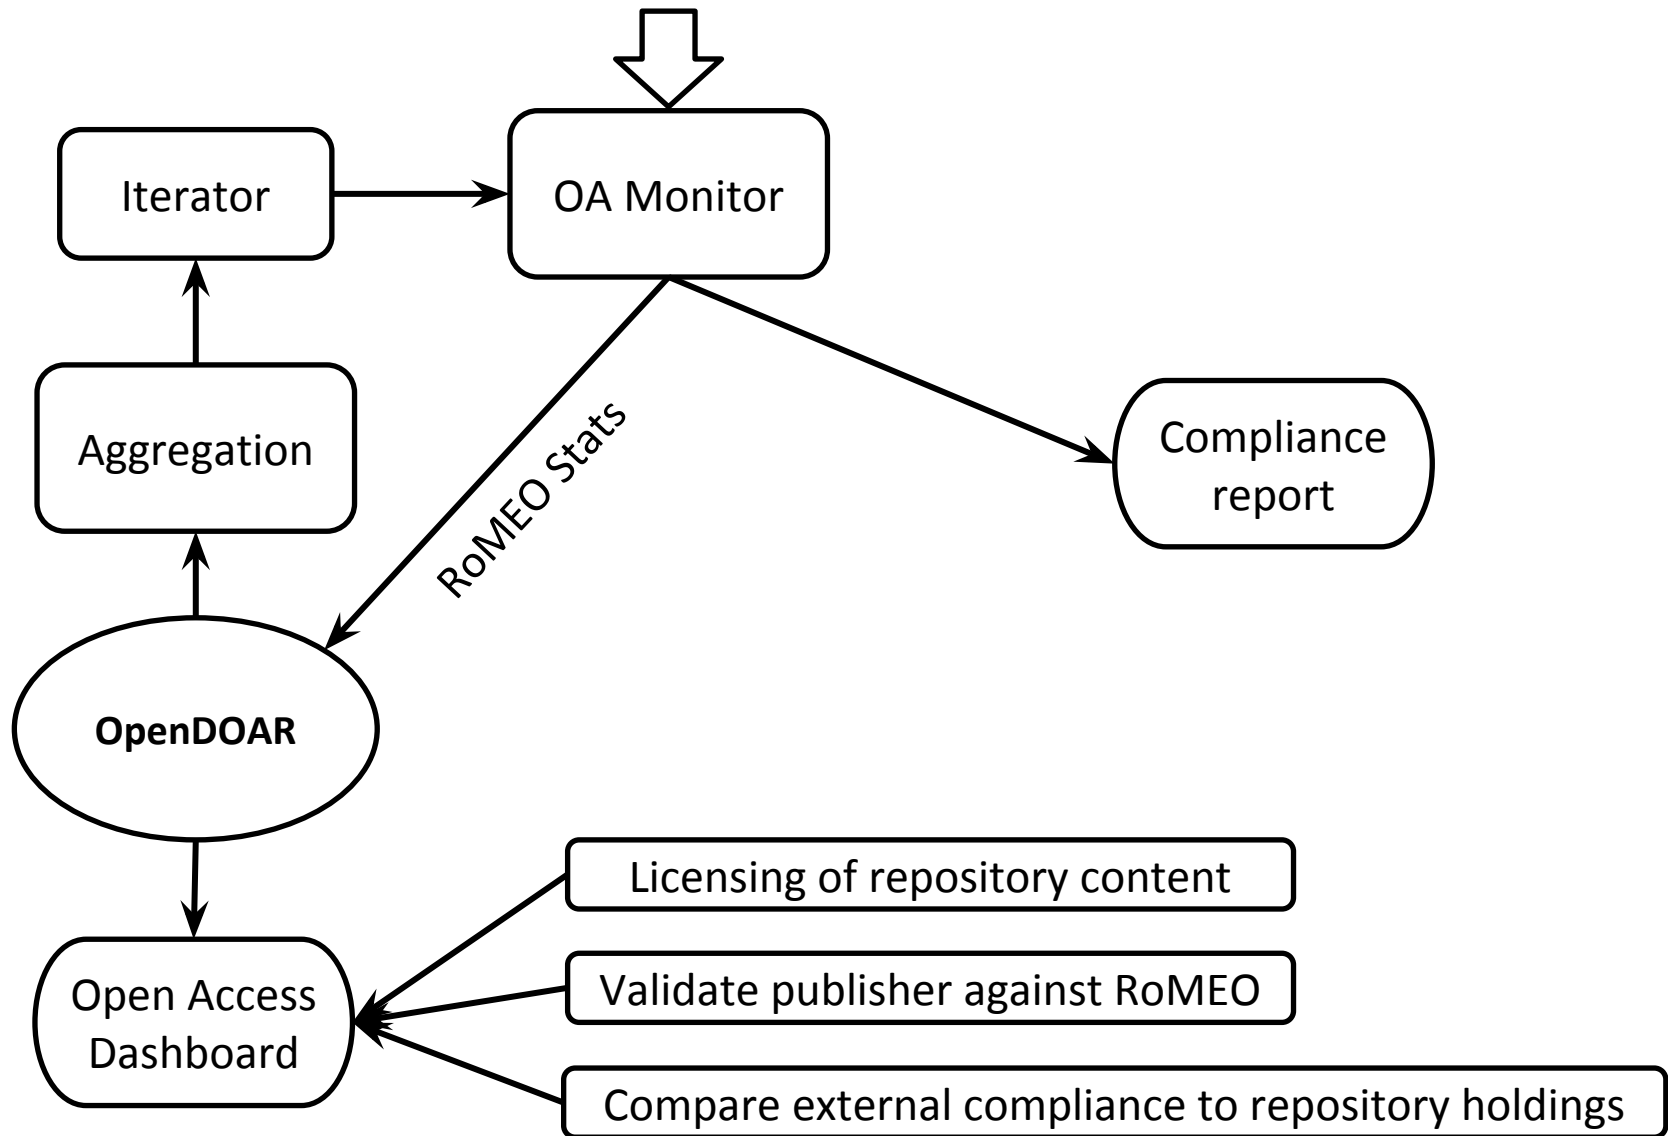 Iterator
OA Monitor
Aggregation
RoMEO Stats
Compliance
report
OpenDOAR
Licensing of repository content
Validate publisher against RoMEO
Open Access
Dashboard
Compare external compliance to repository holdings